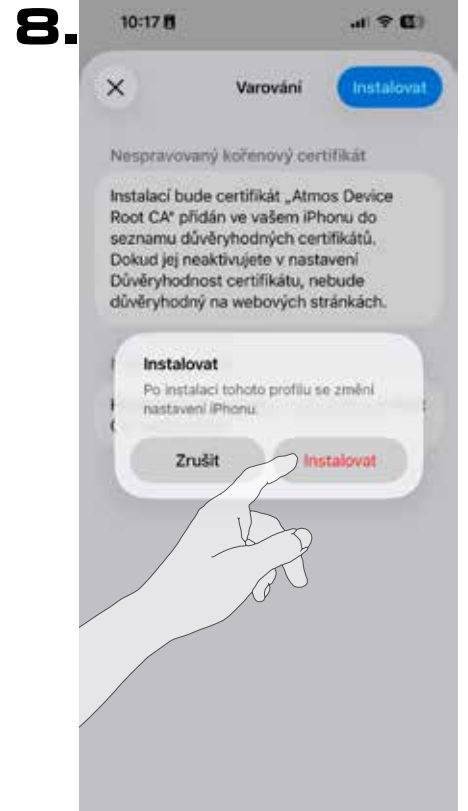 8.
10:17
Varování
Instalovat
Nespravovaný kořenový certifikát
Instalací bude certifikát „Atmos Device
Root CA“ přidán ve vašem iPhonu do
seznamu důvěryhodných certifikátů.
Dokud jej neaktivujete v nastavení
Důvěryhodnost certifikátu, nebude
důvěryhodný na webových stránkách.
Instalovat
Po instalaci tohoto profilu se změní
nastavení iPhonu.
Zrušit
Instalovat